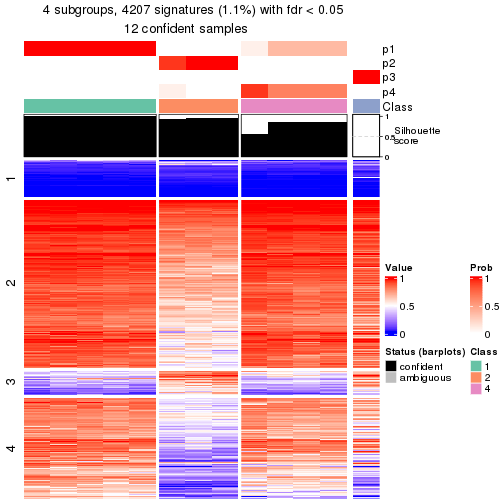 4 subgroups, 4207 signatures (1.1%) with fdr < 0.05
12 confident samples
p1
p2
p3
p4
Class
1
0.5
0
Silhouette
score
1
2
3
4
Value
1
0.5
0
Prob
1
0.5
0
Status (barplots)
confident
ambiguous
Class
1
2
4